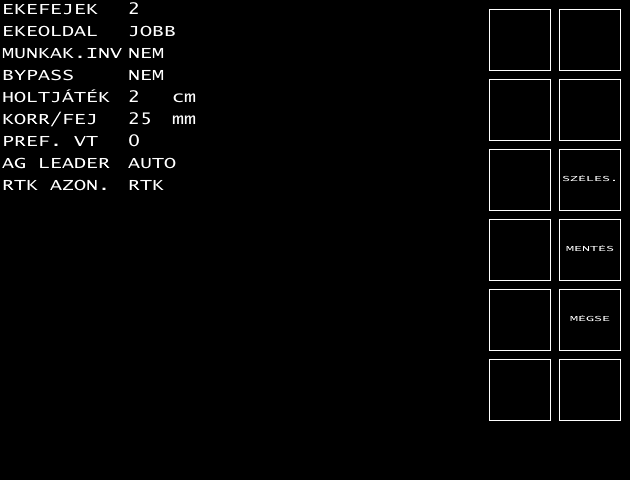 EKEFEJEK 2
EKEOLDAL JOBB
MUNKAK.INV NEM
BYPASS NEM
HOLTJÁTÉK 2 cm
KORR/FEJ 25 mm
PREF. VT 0
AG LEADER AUTO
RTK AZON. RTK
SZÉLES.
MENTÉS
MÉGSE